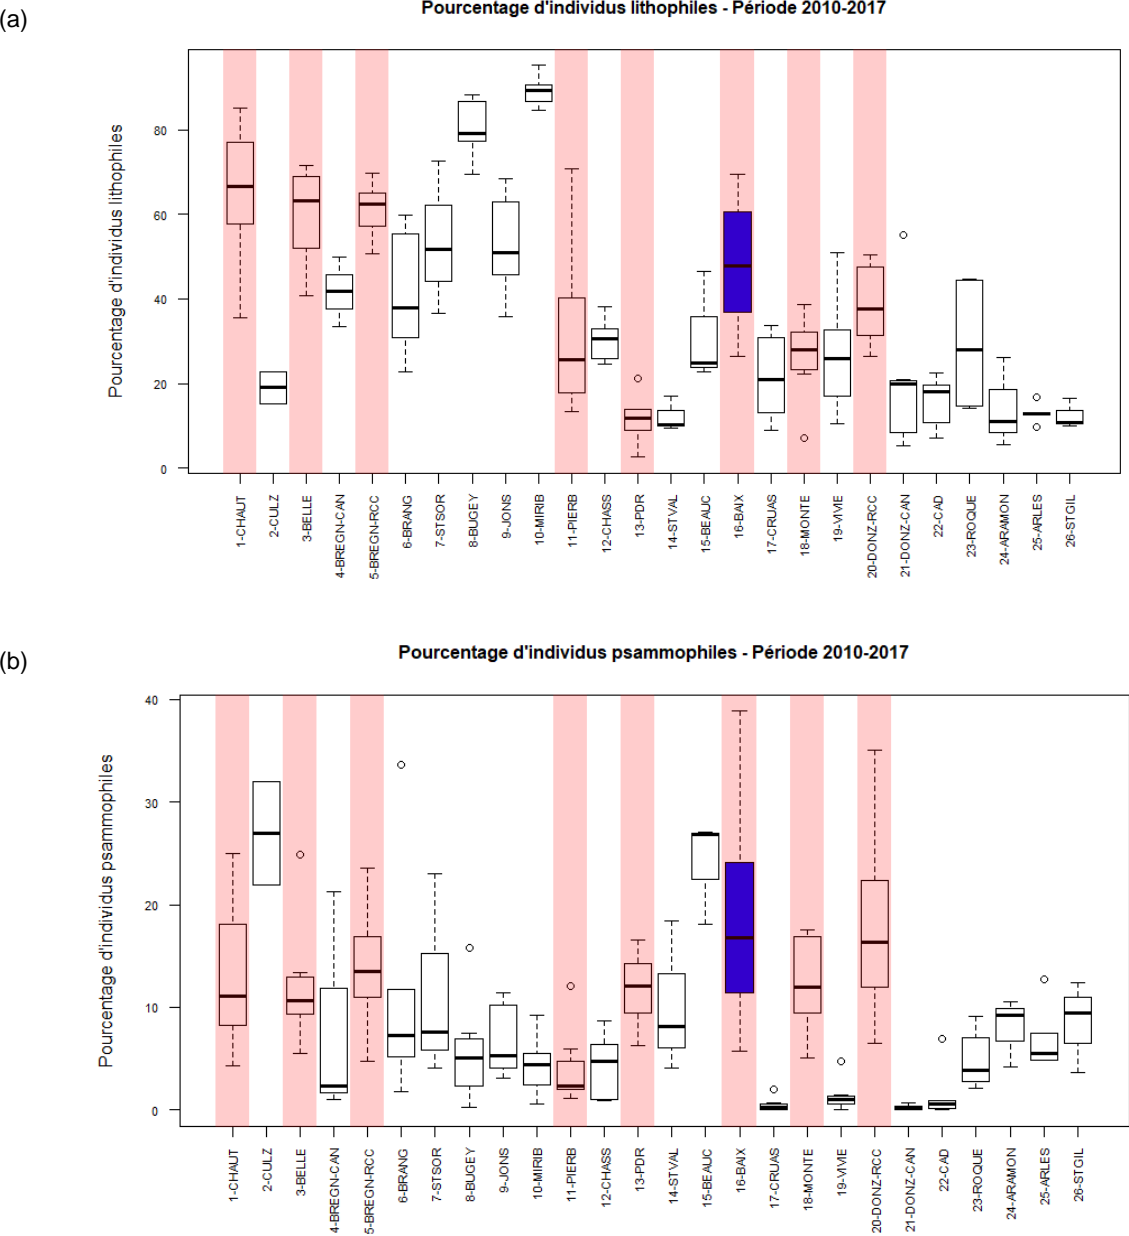 (a)
Pourcentage d'individus lithophiles - Période 2010-2017
Pourcentage d'individus lithophiles
80
60
40
20
0
1-CHAUT
2-CULZ
3-BELLE
4-BREGN-CAN
5-BREGN-RCC
6-BRANG
7-STSOR
8-BUGEY
9-JONS
10-MIRIB
11-PIERB
12-CHASS
13-PDR
14-STVAL
15-BEAUC
16-BAIX
17-CRUAS
18-MONTE
19-VIVIE
20-DONZ-RCC
21-DONZ-CAN
22-CAD
23-ROQUE
24-ARAMON
25-ARLES
26-STGIL
(b)
Pourcentage d'individus psammophiles - Période 2010-2017
Pourcentage d'individus psammophiles
40
30
20
10
0
1-CHAUT
2-CULZ
3-BELLE
4-BREGN-CAN
5-BREGN-RCC
6-BRANG
7-STSOR
8-BUGEY
9-JONS
10-MIRIB
11-PIERB
12-CHASS
13-PDR
14-STVAL
15-BEAUC
16-BAIX
17-CRUAS
18-MONTE
19-VIVIE
20-DONZ-RCC
21-DONZ-CAN
22-CAD
23-ROQUE
24-ARAMON
25-ARLES
26-STGIL